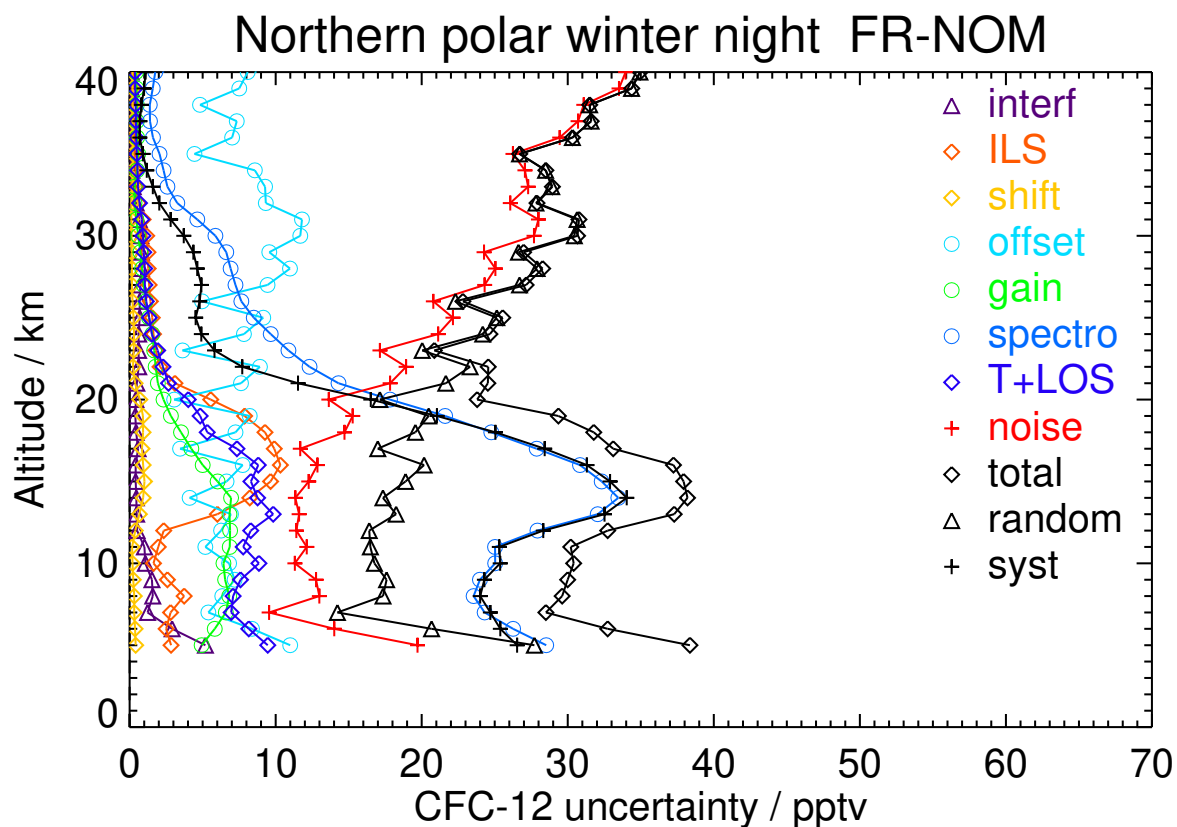 Northern polar winter night FR-NOM
40
30
20
10
0
Altitude / km
interf
ILS
shift
offset
gain
spectro
T+LOS
noise
total
random
syst
0 10 20 30 40 50 60 70
CFC-12 uncertainty / pptv